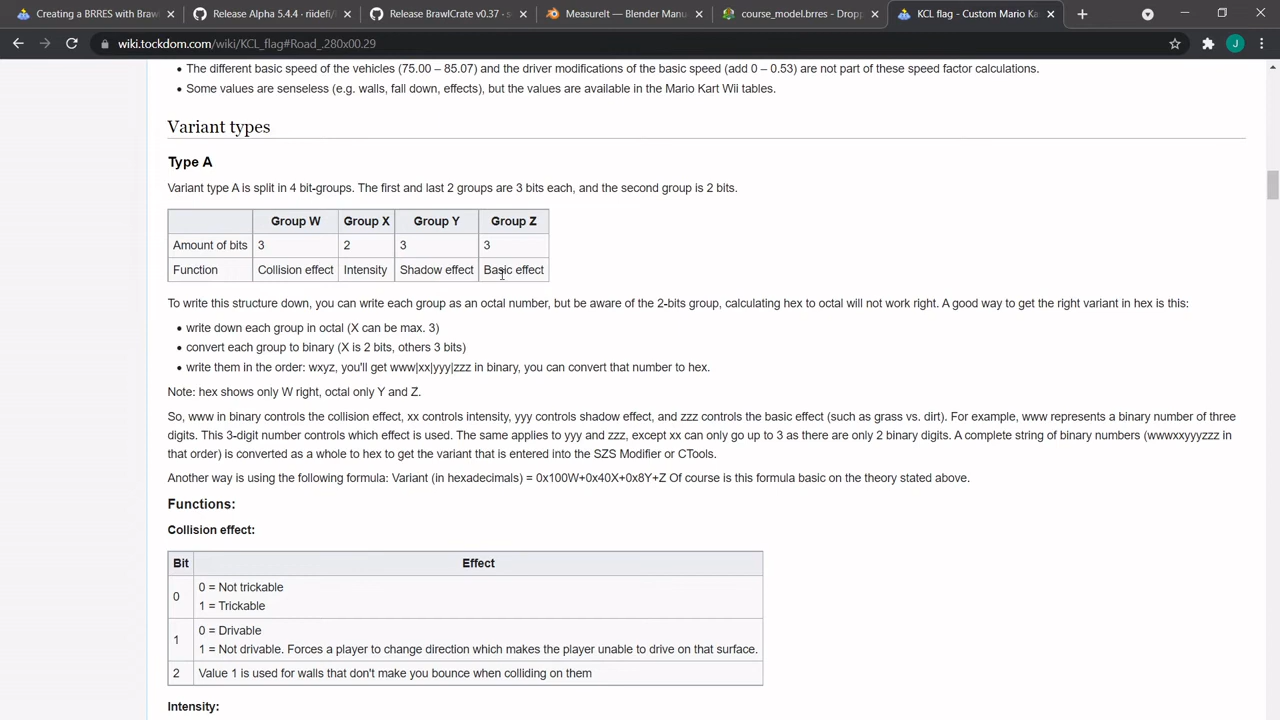 Creating a BRRES with Brawl
Release Alpha 5.4.4 · riidefi/
Release BrawlCrate v0.37 · s
MeasureIt — Blender Manu
course_model.brres - Dropp
KCL flag - Custom Mario Ka
wiki.tockdom.com/wiki/KCL_flag#Road_.280x00.29
J
• The different basic speed of the vehicles (75.00 – 85.07) and the driver modifications of the basic speed (add 0 – 0.53) are not part of these speed factor calculations.
• Some values are senseless (e.g. walls, fall down, effects), but the values are available in the Mario Kart Wii tables.
Variant types
Type A
Variant type A is split in 4 bit-groups. The first and last 2 groups are 3 bits each, and the second group is 2 bits.
Group W Group X Group Y Group Z
Amount of bits 3 2 3 3
Function Collision effect Intensity Shadow effect Basic effect
To write this structure down, you can write each group as an octal number, but be aware of the 2-bits group, calculating hex to octal will not work right. A good way to get the right variant in hex is this:
• write down each group in octal (X can be max. 3)
• convert each group to binary (X is 2 bits, others 3 bits)
• write them in the order: wxyz, you'll get www|xx|yyy|zzz in binary, you can convert that number to hex.
Note: hex shows only W right, octal only Y and Z.
So, www in binary controls the collision effect, xx controls intensity, yyy controls shadow effect, and zzz controls the basic effect (such as grass vs. dirt). For example, www represents a binary number of three
digits. This 3-digit number controls which effect is used. The same applies to yyy and zzz, except xx can only go up to 3 as there are only 2 binary digits. A complete string of binary numbers (wwwxxyyyzzz in
that order) is converted as a whole to hex to get the variant that is entered into the SZS Modifier or CTools.
Another way is using the following formula: Variant (in hexadecimals) = 0x100W+0x40X+0x8Y+Z Of course is this formula basic on the theory stated above.
Functions:
Collision effect:
Bit Effect
0 0 = Not trickable
1 = Trickable
1 0 = Drivable
1 = Not drivable. Forces a player to change direction which makes the player unable to drive on that surface.
2 Value 1 is used for walls that don't make you bounce when colliding on them
Intensity: